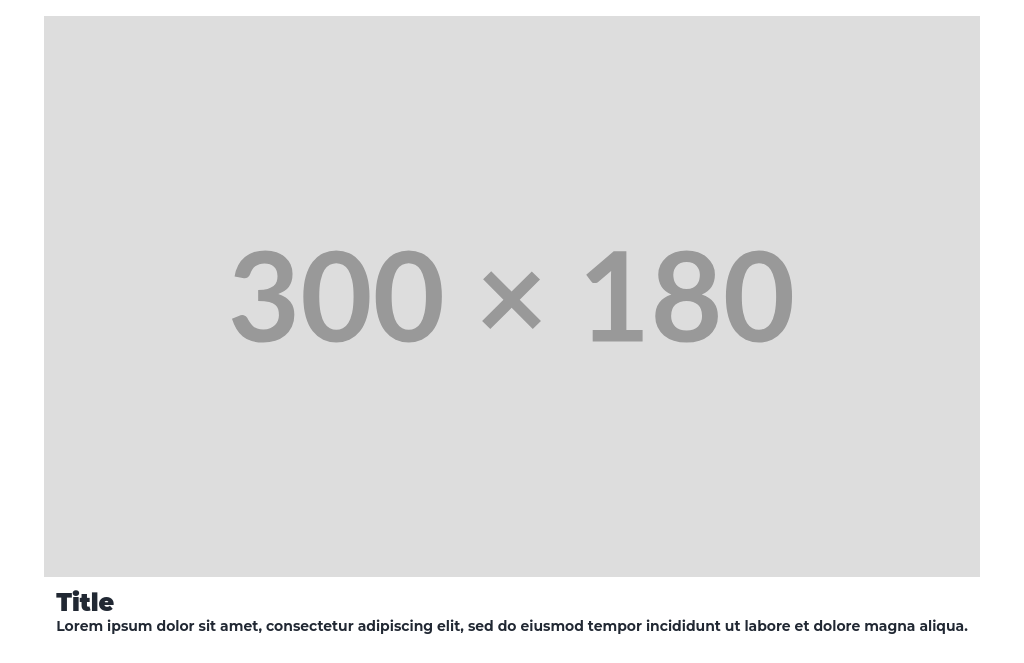 300 × 180
Title
Lorem ipsum dolor sit amet, consectetur adipiscing elit, sed do eiusmod tempor incididunt ut labore et dolore magna aliqua.